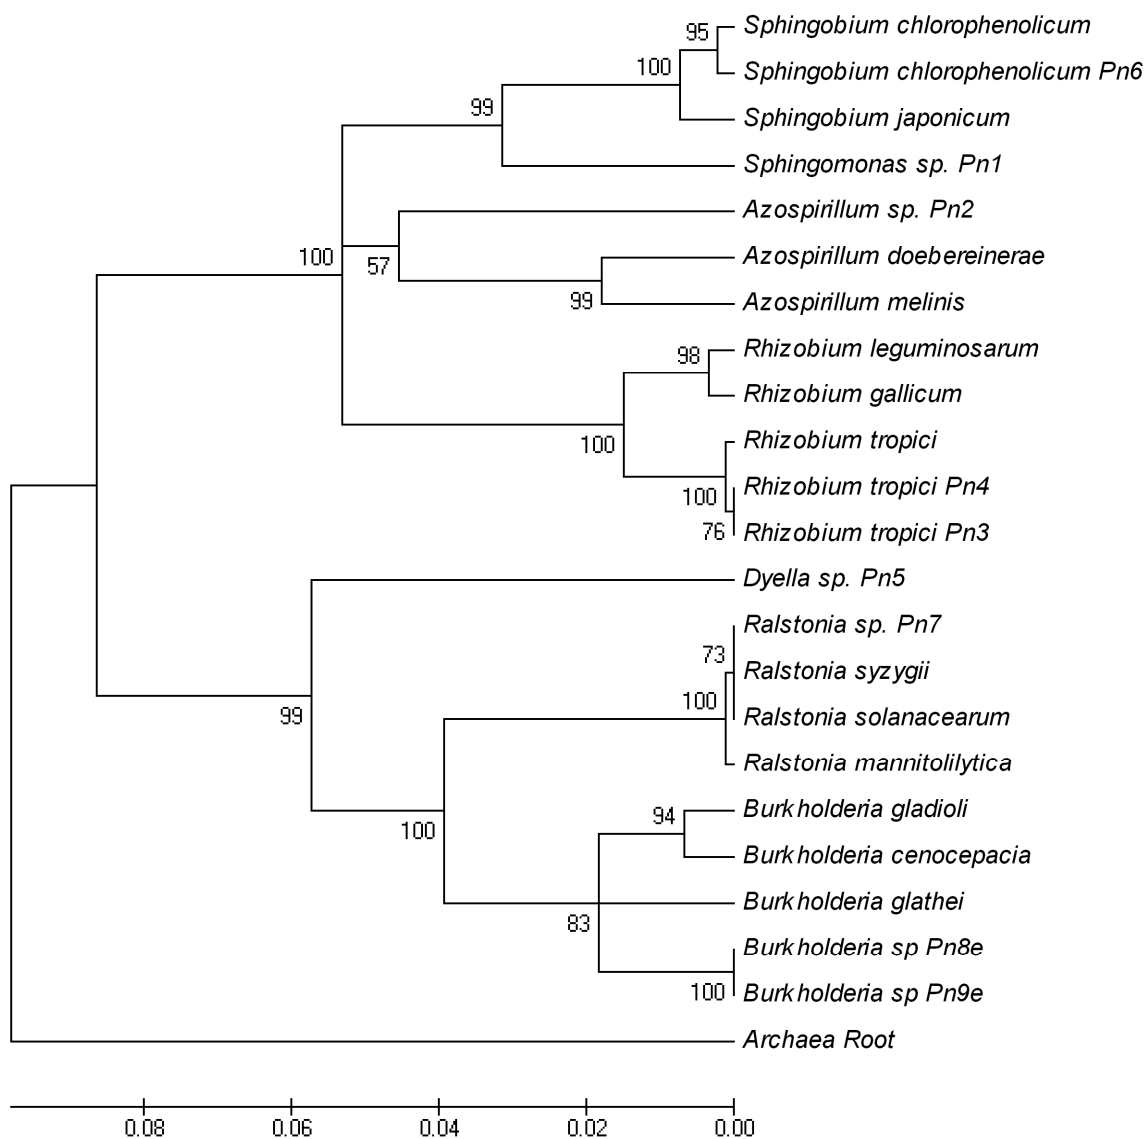 95
Sphingobium chlorophenolicum
100
Sphingobium chlorophenolicum Pn6
99
Sphingobium japonicum
Sphingomonas sp. Pn1
Azospirillum sp. Pn2
100
57
Azospirillum doebereinerae
99
Azospirillum melinis
98
Rhizobium leguminosarum
Rhizobium gallicum
100
Rhizobium tropici
100
Rhizobium tropici Pn4
76
Rhizobium tropici Pn3
Dyella sp. Pn5
Ralstonia sp. Pn7
73
Ralstonia syzygii
100
99
Ralstonia solanacearum
Ralstonia mannitolilytica
94
Burkholderia gladioli
100
Burkholderia cenocepacia
83
Burkholderia glathei
Burkholderia sp Pn8e
100
Burkholderia sp Pn9e
Archaea Root
0.08 0.06 0.04 0.02 0.00